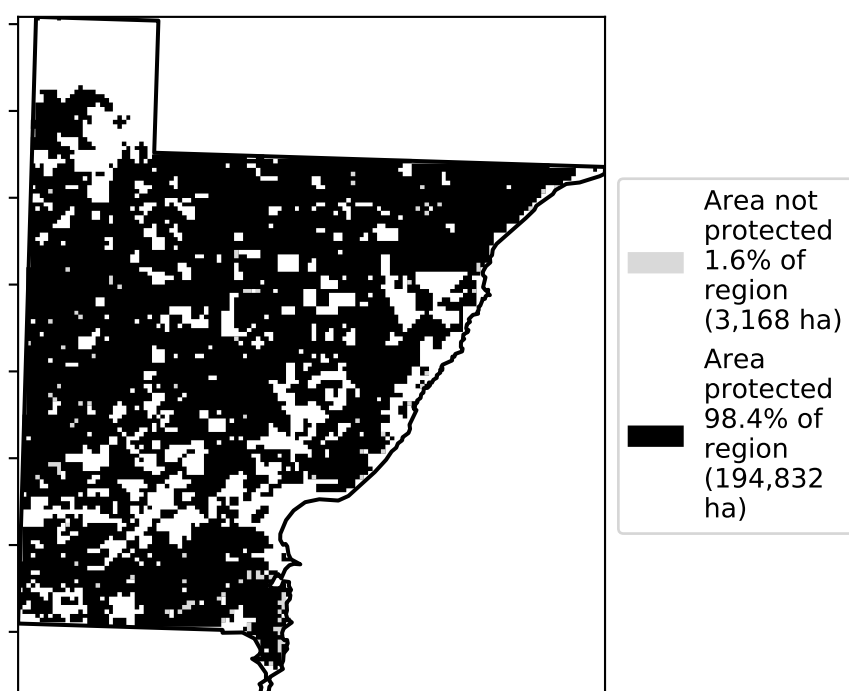 Area not
protected
1.6% of
region
(3,168 ha)
Area
protected
98.4% of
region
(194,832
ha)